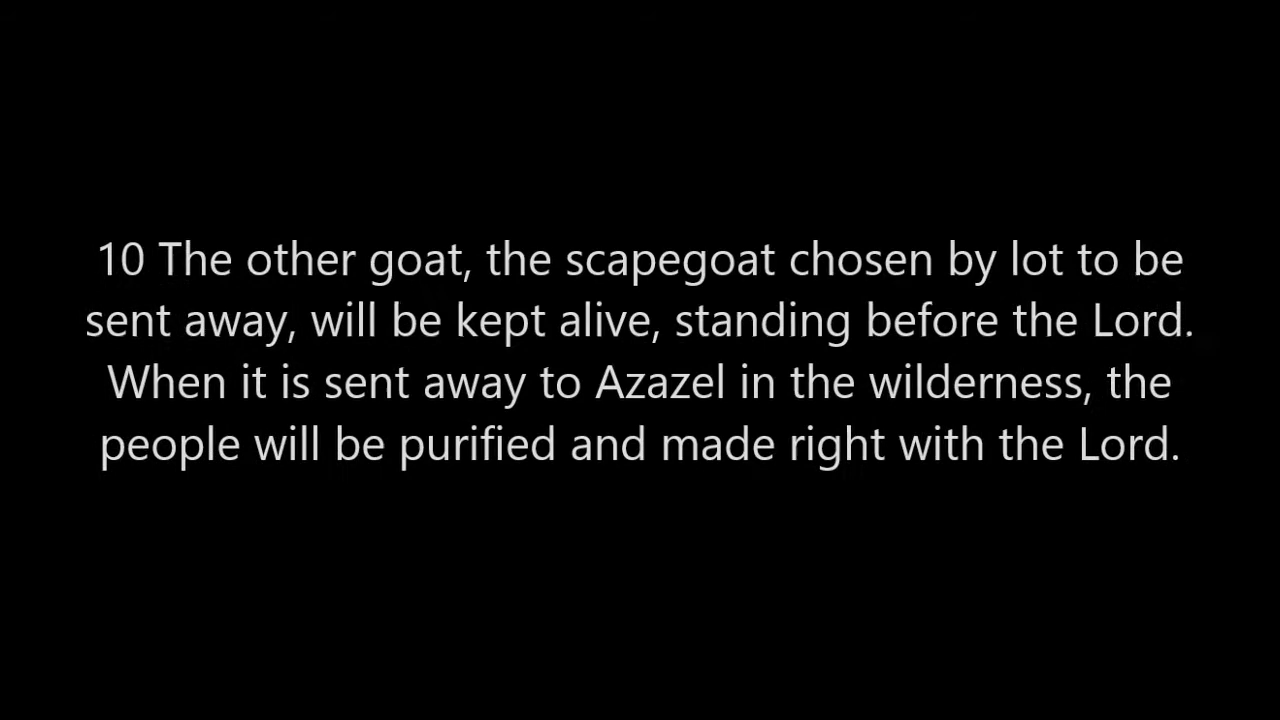 10 The other goat, the scapegoat chosen by lot to be
sent away, will be kept alive, standing before the Lord.
When it is sent away to Azazel in the wilderness, the
people will be purified and made right with the Lord.